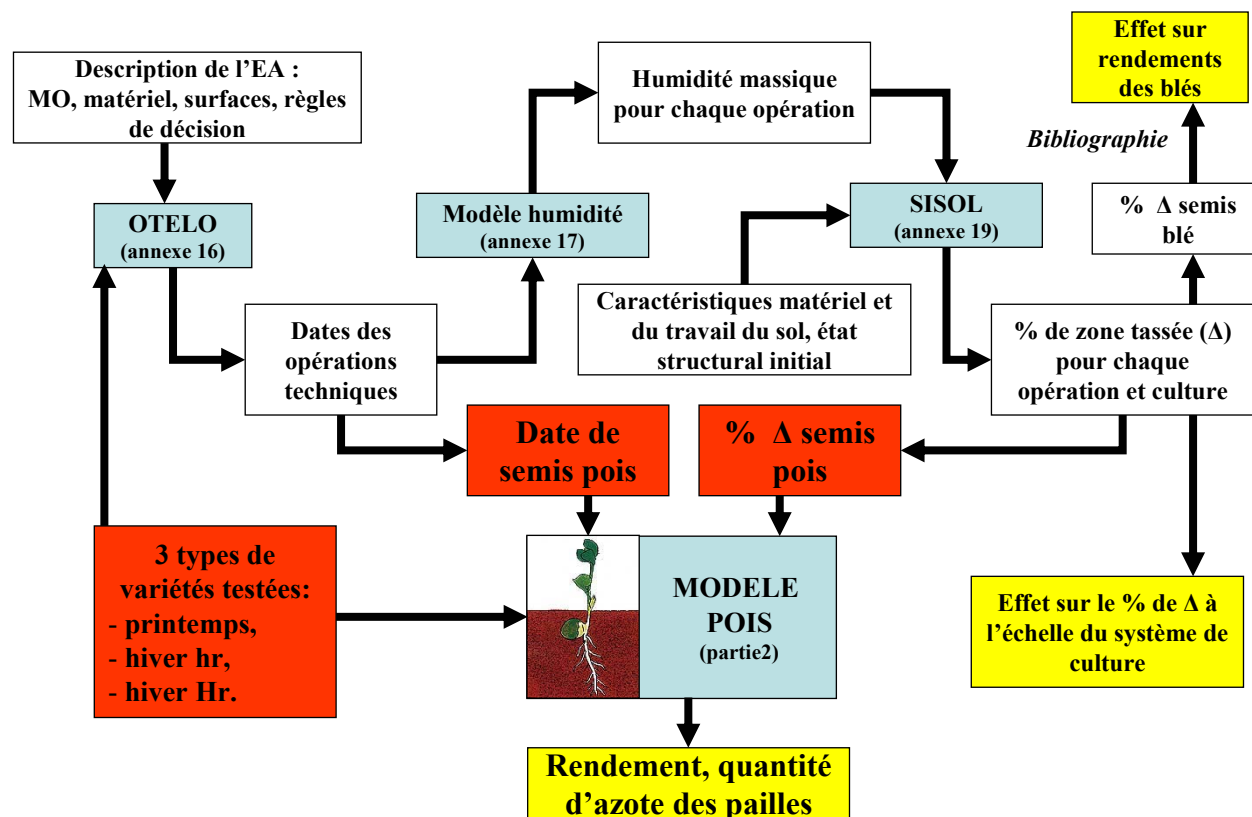 Description de l'EA :
MO, matériel, surfaces, règles
de décision
Humidité massique
pour chaque opération
Effet sur
rendements
des blés
Bibliographie
OTELO
(annexe 16)
Modèle humidité
(annexe 17)
SISOL
(annexe 19)
% Δ semis
blé
Dates des
opérations
techniques
Caractéristiques matériel et
du travail du sol, état
structural initial
% de zone tassée (Δ)
pour chaque
opération et culture
Date de
semis pois
% Δ semis
pois
3 types de
variétés testées:
- printemps,
- hiver hr,
- hiver Hr.
MODELE
POIS
(partie2)
Effet sur le % de Δ à
l'échelle du système de
culture
Rendement, quantité
d'azote des pailles